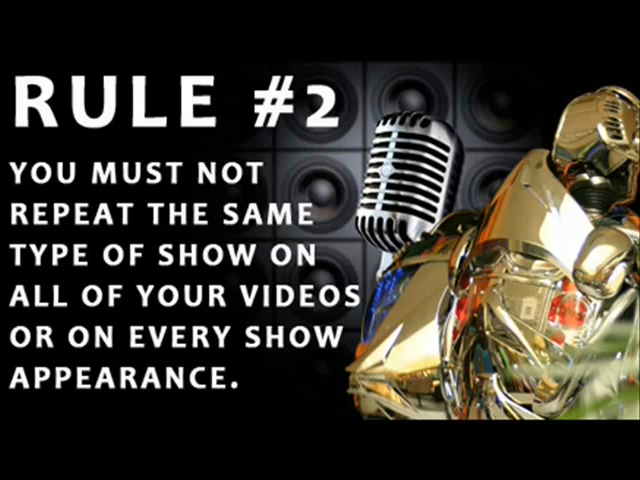 RULE #2
YOU MUST NOT
REPEAT THE SAME
TYPE OF SHOW ON
ALL OF YOUR VIDEOS
OR ON EVERY SHOW
APPEARANCE.